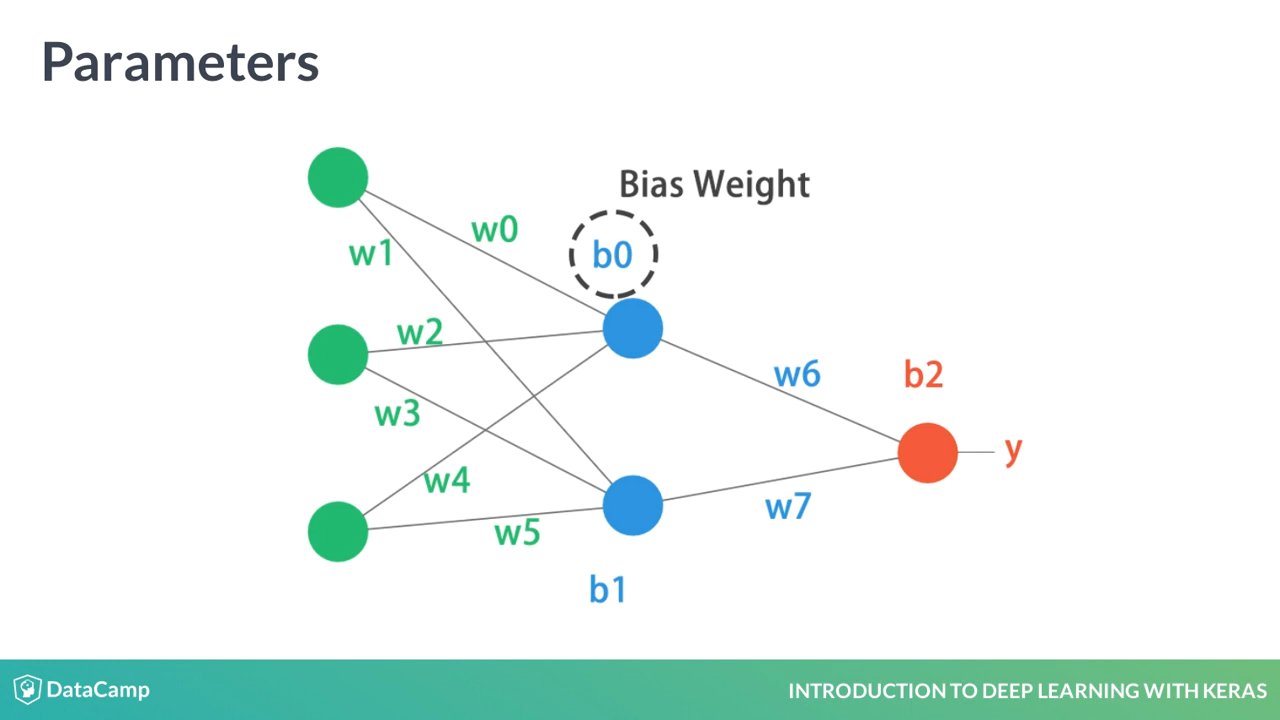 Parameters
Bias Weight
w0
b0
w1
w2
w6
b2
w3
y
w4
w7
w5
b1
DataCamp
INTRODUCTION TO DEEP LEARNING WITH KERAS